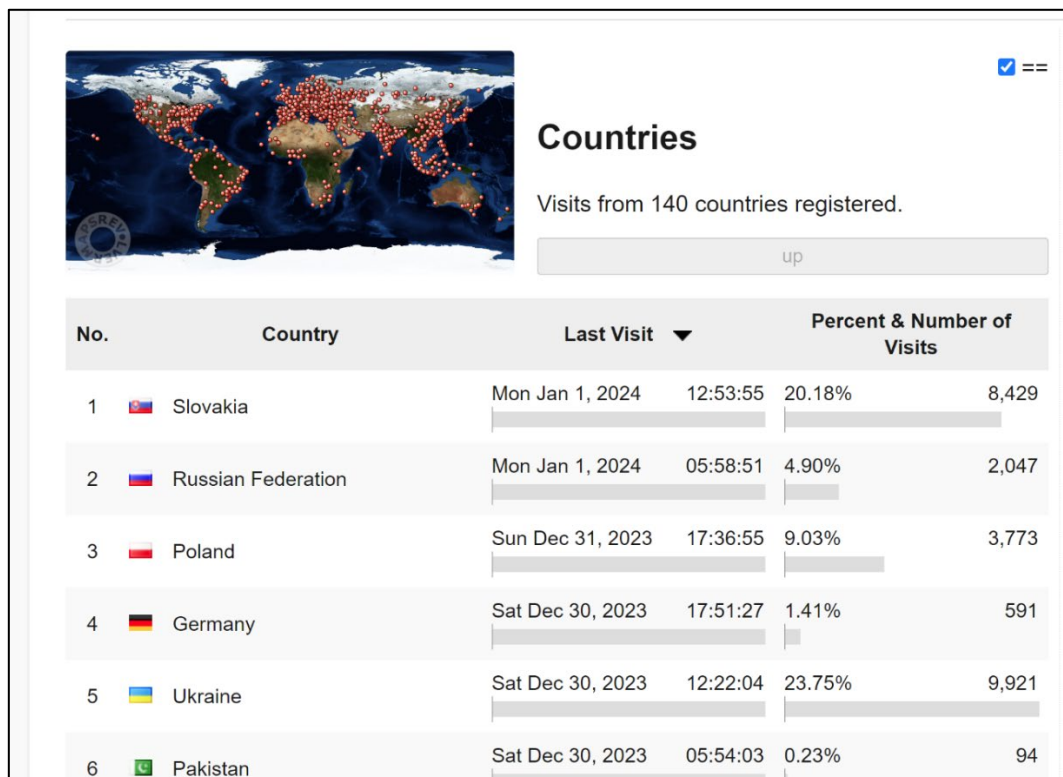 ==
Countries
Visits from 140 countries registered.
up
No. Country Last Visit ▼ Percent & Number of Visits
1 Slovakia Mon Jan 1, 2024 12:53:55 20.18% 8,429
2 Russian Federation Mon Jan 1, 2024 05:58:51 4.90% 2,047
3 Poland Sun Dec 31, 2023 17:36:55 9.03% 3,773
4 Germany Sat Dec 30, 2023 17:51:27 1.41% 591
5 Ukraine Sat Dec 30, 2023 12:22:04 23.75% 9,921
6 Pakistan Sat Dec 30, 2023 05:54:03 0.23% 94